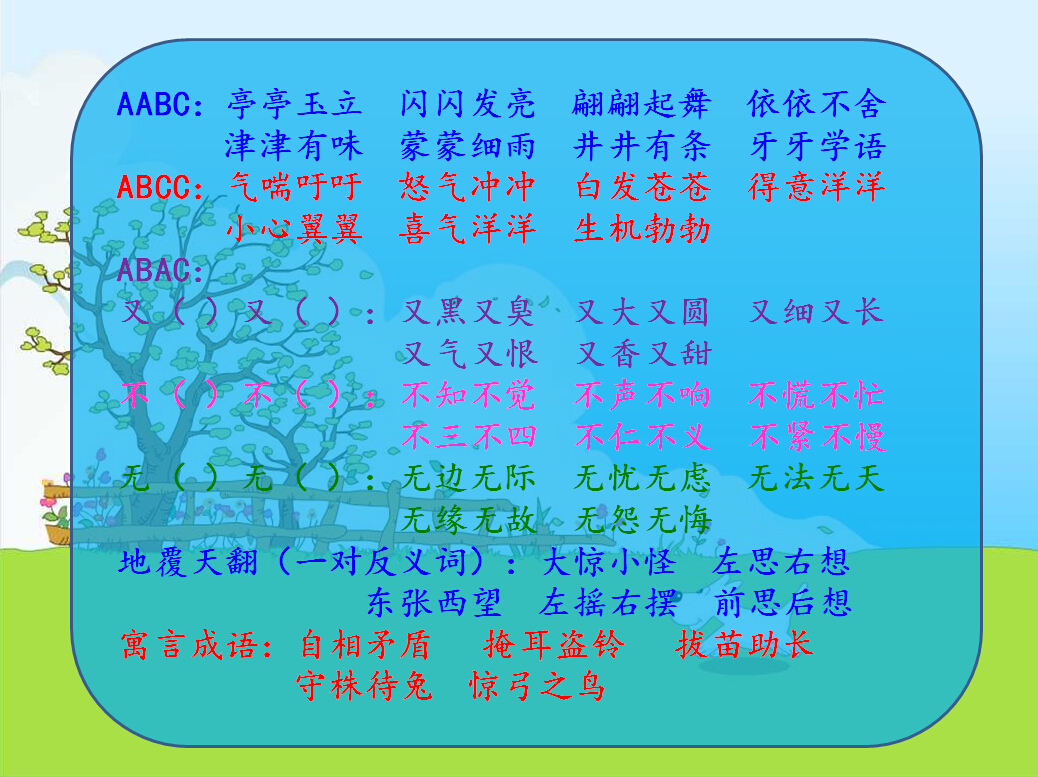 AABC：亭亭玉立 闪闪发亮 翩翩起舞 依依不舍
津津有味 蒙蒙细雨 井井有条 牙牙学语
ABCC：气喘吁吁 怒气冲冲 白发苍苍 得意洋洋
小心翼翼 喜气洋洋 生机勃勃
ABAC：
又（ ）又（ ）：又黑又臭 又大又圆 又细又长
又气又恨 又香又甜
不（ ）不（ ）：不知不觉 不声不响 不慌不忙
不三不四 不仁不义 不紧不慢
无（ ）无（ ）：无边无际 无忧无虑 无法无天
无缘无故 无怨无悔
地覆天翻（一对反义词）：大惊小怪 左思右想
东张西望 左摇右摆 前思后想
寓言成语：自相矛盾 掩耳盗铃 拔苗助长
守株待兔 惊弓之鸟